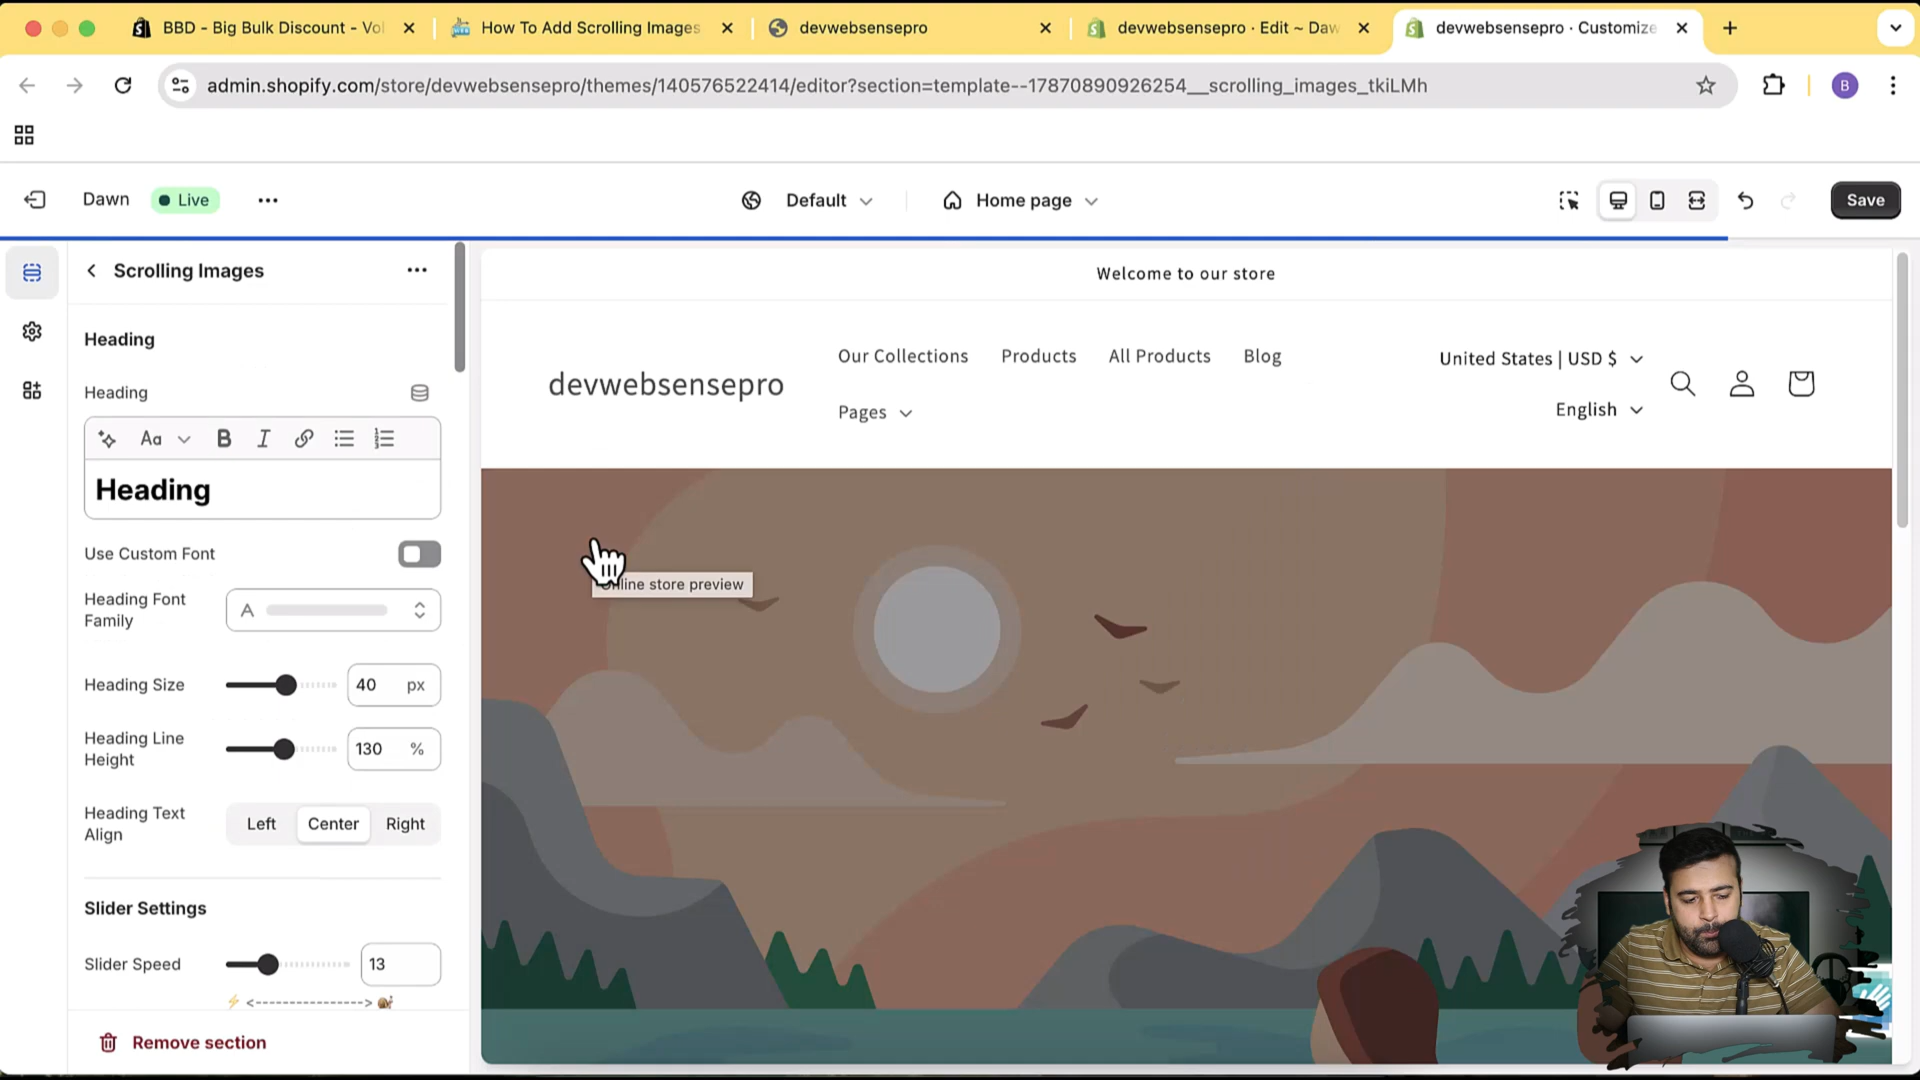 BBD - Big Bulk Discount - Vol
How To Add Scrolling Images
devwebsensepro
devwebsensepro · Edit ~ Daw
devwebsensepro · Customize
admin.shopify.com/store/devwebsensepro/themes/140576522414/editor?section=template--17870890926254__scrolling_images_tkiLMh
B
Dawn
Live
Default
Home page
Save
Scrolling Images
Heading
Heading
Aa
B
I
Heading
Use Custom Font
Heading Font
Family
A
Heading Size
40 px
Heading Line
Height
130 %
Heading Text
Align
Left
Center
Right
Slider Settings
Slider Speed
13
⚡ <---------------> 🐌
Remove section
Welcome to our store
devwebsensepro
Our Collections
Products
All Products
Blog
Pages
United States | USD $
English
store preview